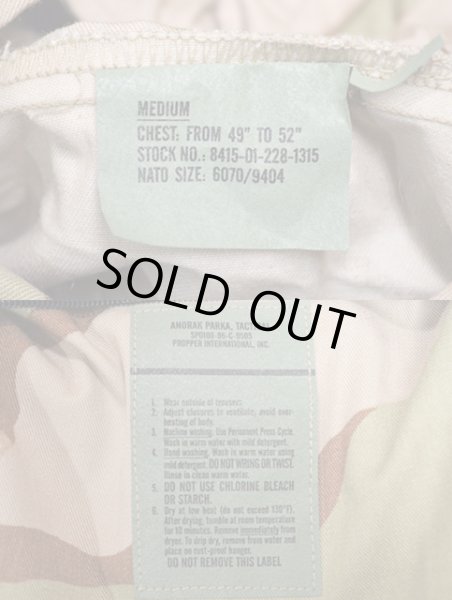 MEDIUM
CHEST: FROM 49" TO 52"
STOCK NO.: 8415-01-228-1315
NATO SIZE: 6070/9404
SOLD OUT
ANORAK PARKA, TACT
PROPPER INTERNATIONAL, INC.
1. Wear outside of trousers.
2. Adjust closures to ventilate, avoid over-
heating of body.
3. Machine washing. Use Permanent Press Cycle.
Wash in warm water with mild detergent.
4. Hand washing. Wash in warm water using
mild detergent. DO NOT WRING OR TWIST.
Rinse in clean warm water.
5. DO NOT USE CHLORINE BLEACH
OR STARCH.
6. Dry at low heat (do not exceed 130°F).
After drying, tumble at room temperature
for 10 minutes. Remove immediately from
dryer. To drip dry, remove from water and
place on rust-proof hanger.
DO NOT REMOVE THIS LABEL